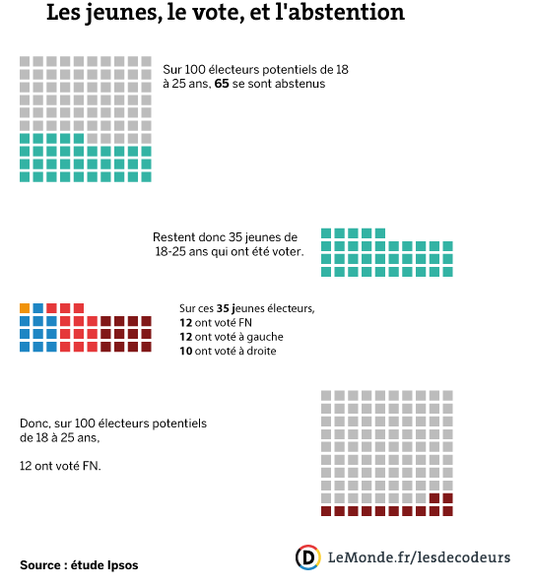 Les jeunes, le vote, et l'abstention
Sur 100 électeurs potentiels de 18
à 25 ans, 65 se sont abstenus
Restent donc 35 jeunes de
18-25 ans qui ont été voter.
Sur ces 35 jeunes électeurs,
12 ont voté FN
12 ont voté à gauche
10 ont voté à droite
Donc, sur 100 électeurs potentiels
de 18 à 25 ans,
12 ont voté FN.
D LeMonde.fr/lesdecodeurs
Source : étude Ipsos